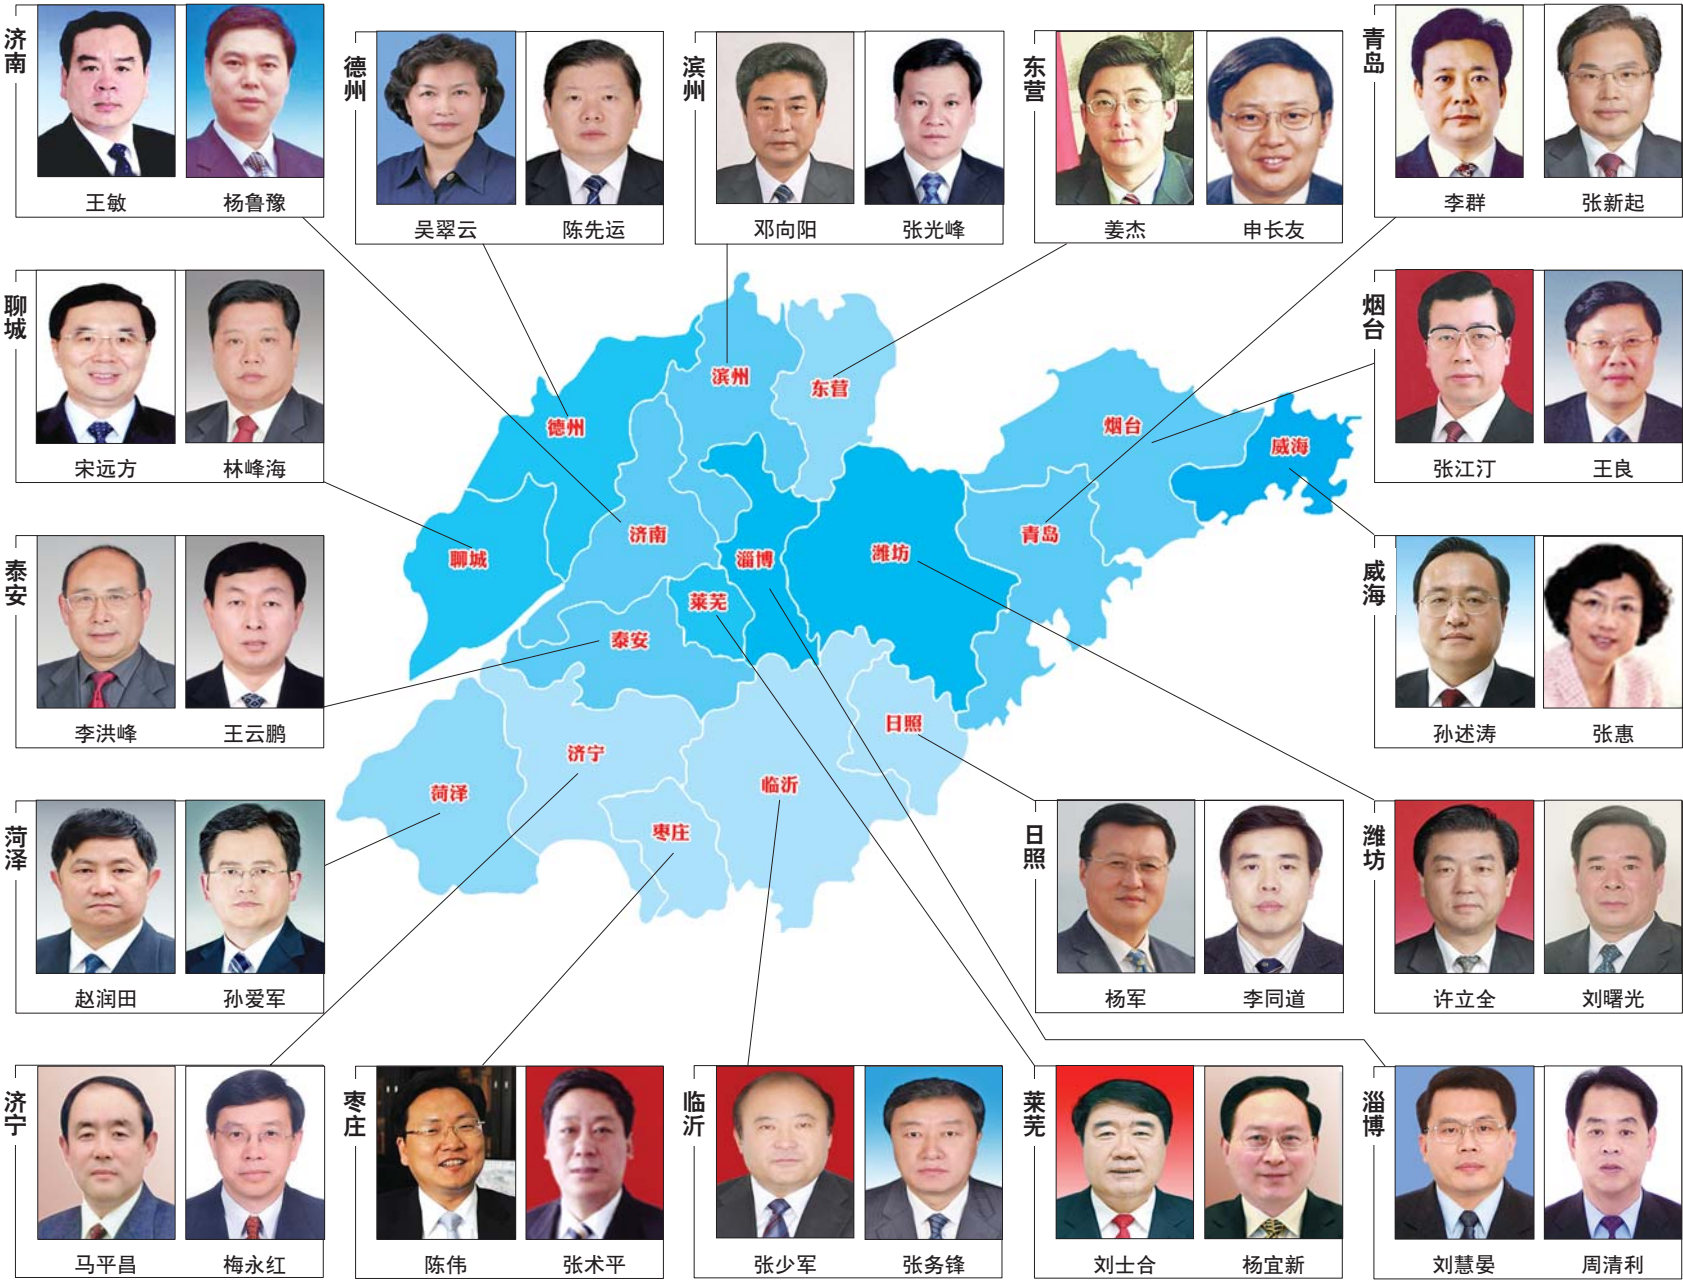 济南
王敏 杨鲁豫
德州
吴翠云 陈先运
滨州
邓向阳 张光峰
东营
姜杰 申长友
青岛
李群 张新起
聊城
宋远方 林峰海
烟台
张江汀 王良
泰安
李洪峰 王云鹏
威海
孙述涛 张惠
菏泽
赵润田 孙爱军
日照
杨军 李同道
潍坊
许立全 刘曙光
济宁
马平昌 梅永红
枣庄
陈伟 张术平
临沂
张少军 张务锋
莱芜
刘士合 杨宜新
淄博
刘慧晏 周清利
滨州
东营
德州
烟台
威海
济南
青岛
聊城
淄博
潍坊
莱芜
泰安
日照
济宁
临沂
菏泽
枣庄